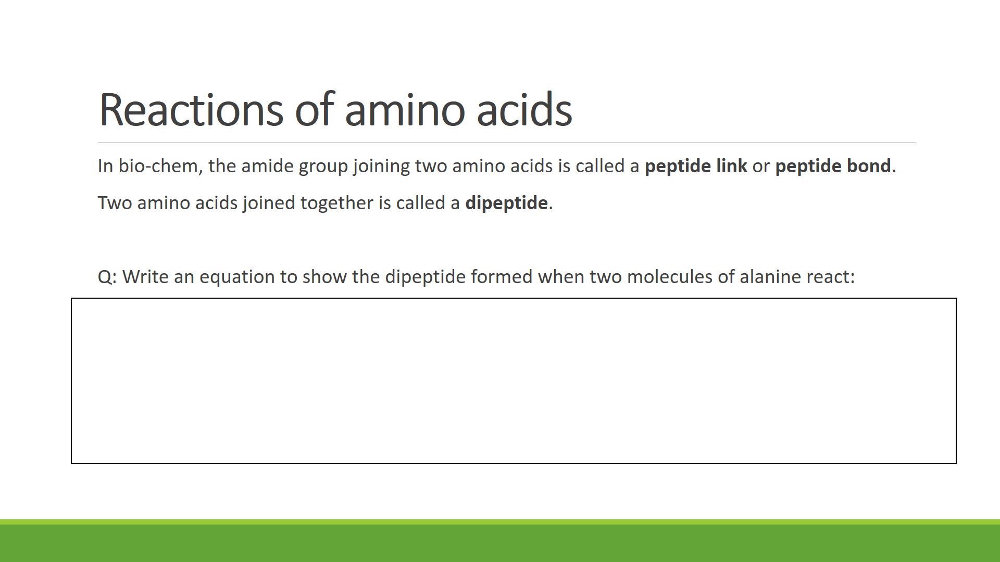 Reactions of amino acids
In bio-chem, the amide group joining two amino acids is called a peptide link or peptide bond.
Two amino acids joined together is called a dipeptide.
Q: Write an equation to show the dipeptide formed when two molecules of alanine react: